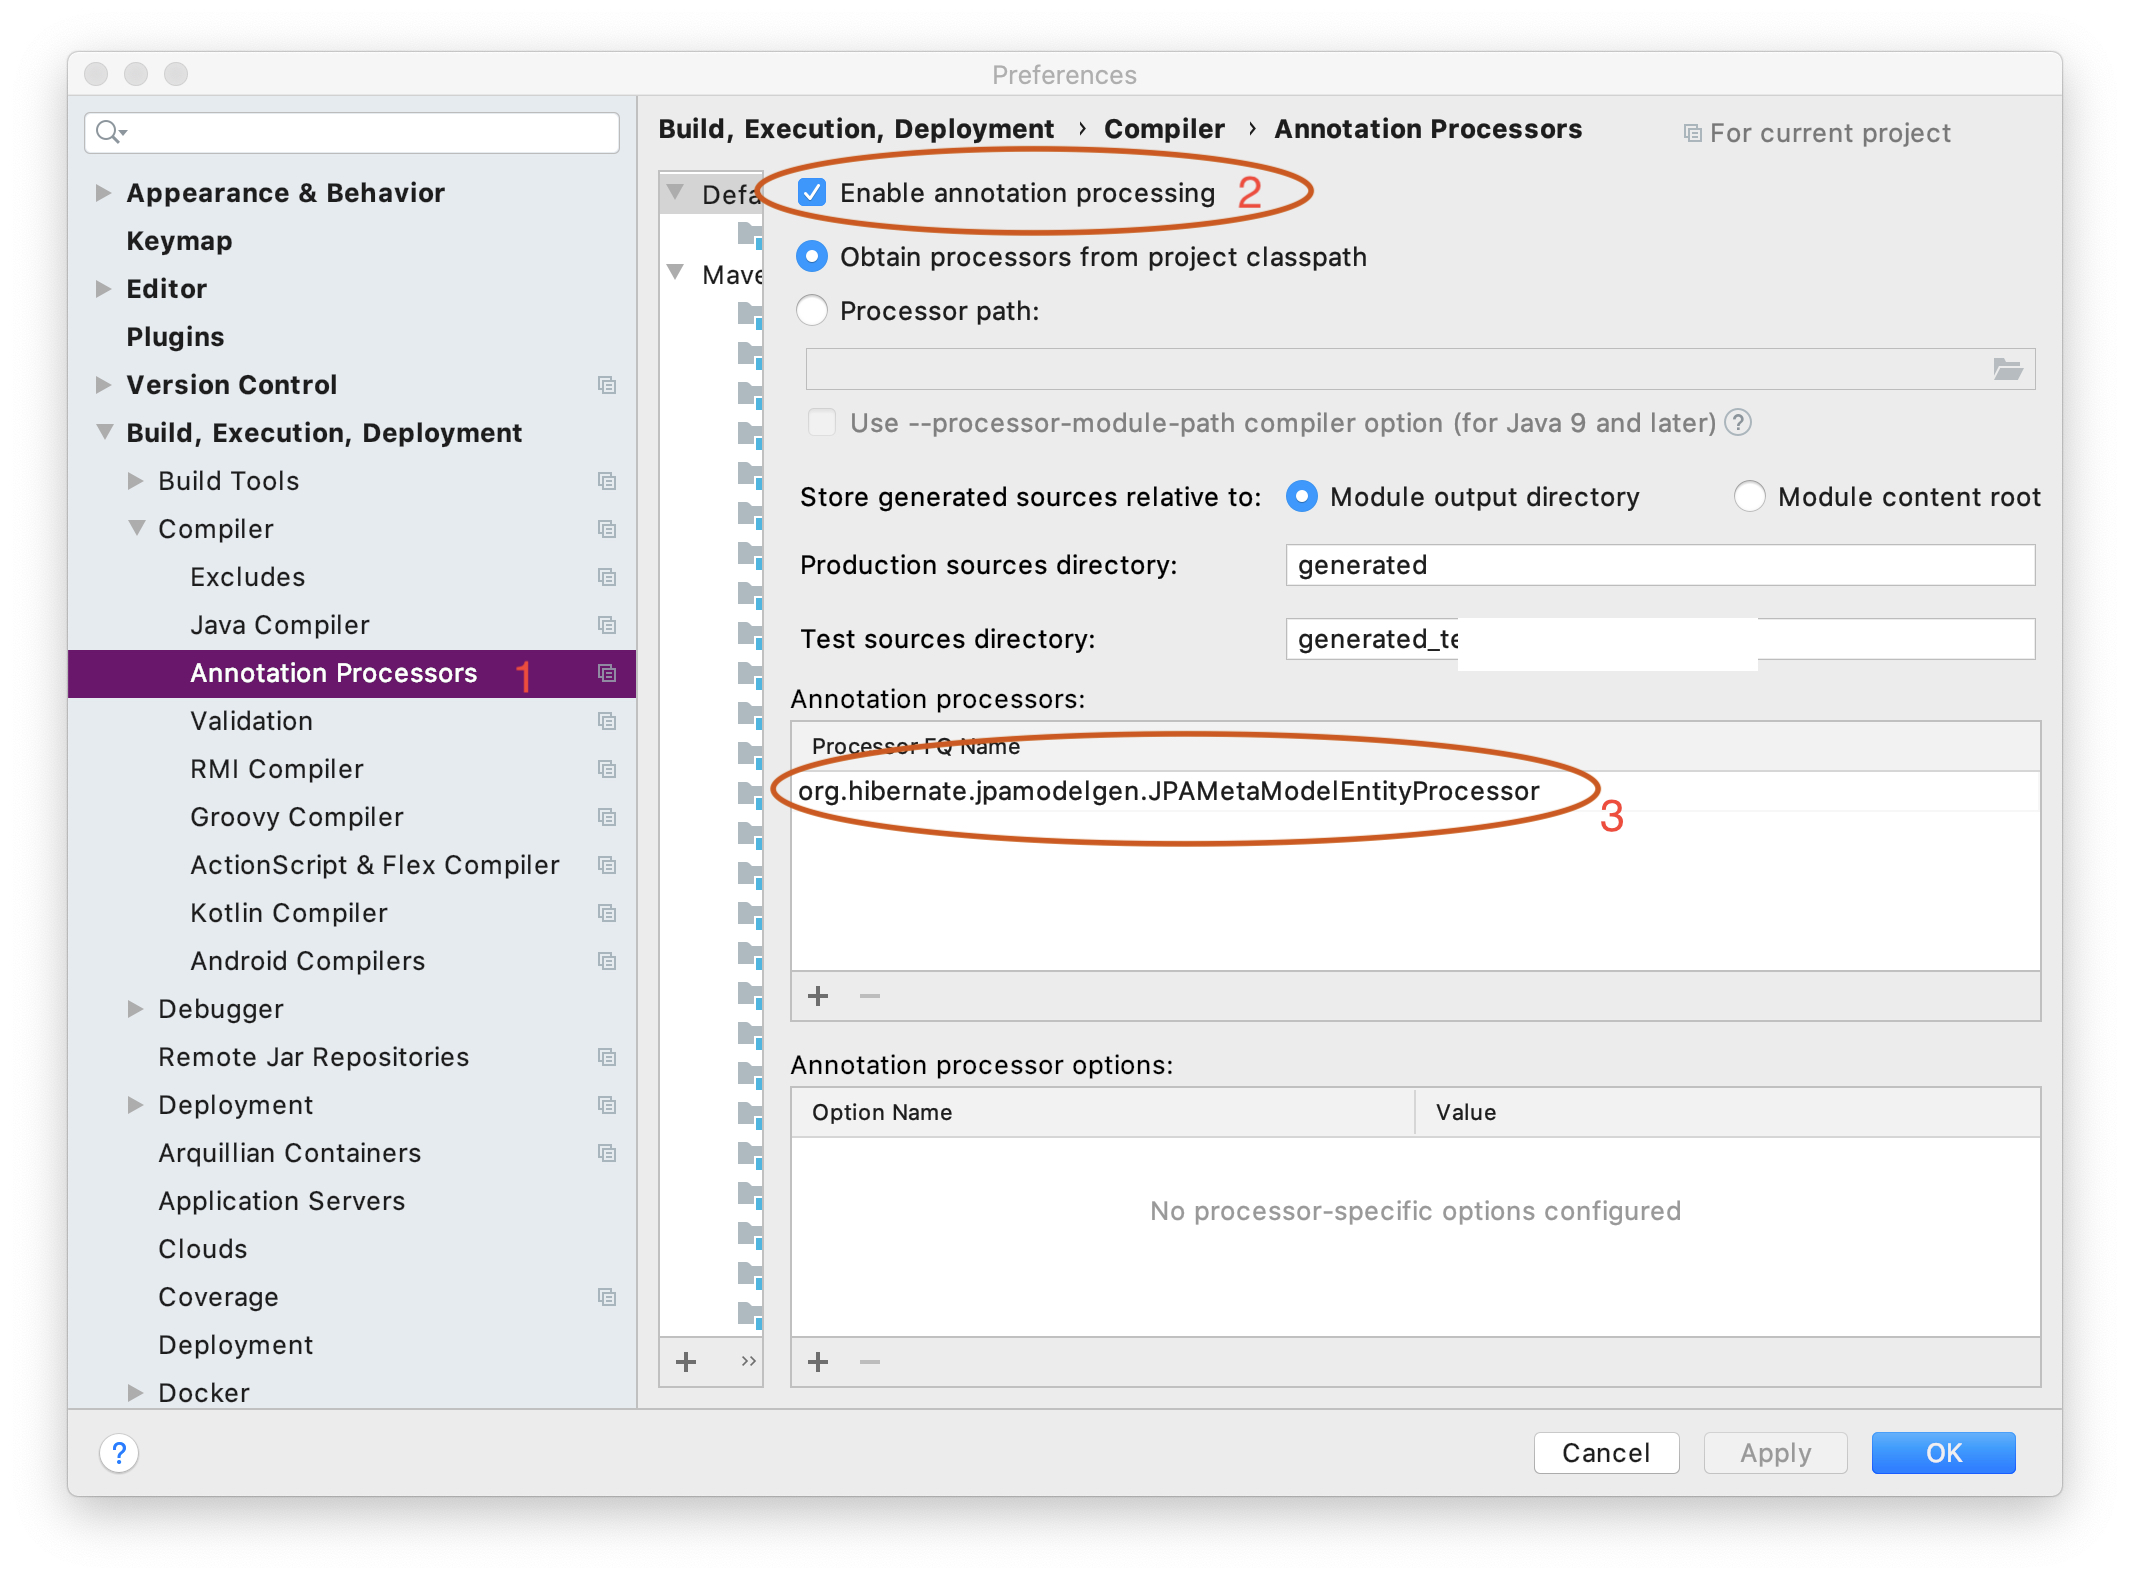 Preferences
Appearance & Behavior
Keymap
Editor
Plugins
Version Control
Build, Execution, Deployment
Build Tools
Compiler
Excludes
Java Compiler
Annotation Processors 1
Validation
RMI Compiler
Groovy Compiler
ActionScript & Flex Compiler
Kotlin Compiler
Android Compilers
Debugger
Remote Jar Repositories
Deployment
Arquillian Containers
Application Servers
Clouds
Coverage
Deployment
Docker
Build, Execution, Deployment › Compiler › Annotation Processors
For current project
Defa
Mave
Enable annotation processing 2
Obtain processors from project classpath
Processor path:
Use --processor-module-path compiler option (for Java 9 and later) ?
Store generated sources relative to: Module output directory Module content root
Production sources directory: generated
Test sources directory: generated_te
Annotation processors:
Processor FQ Name
org.hibernate.jpamodelgen.JPAMetaModelEntityProcessor
3
Annotation processor options:
Option Name Value
No processor-specific options configured
?
Cancel Apply OK